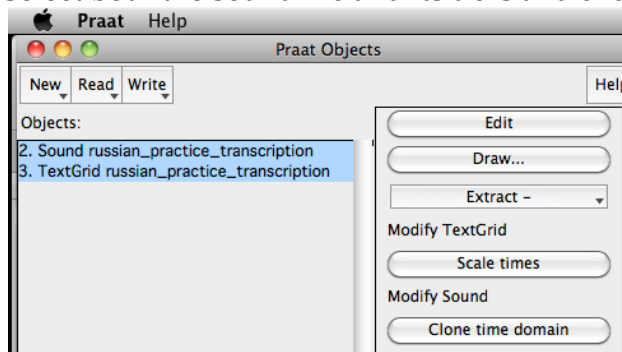 Praat Help
Praat Objects
New Read Write
Objects:
2. Sound russian_practice_transcription
3. TextGrid russian_practice_transcription
Edit
Draw...
Extract –
Modify TextGrid
Scale times
Modify Sound
Clone time domain